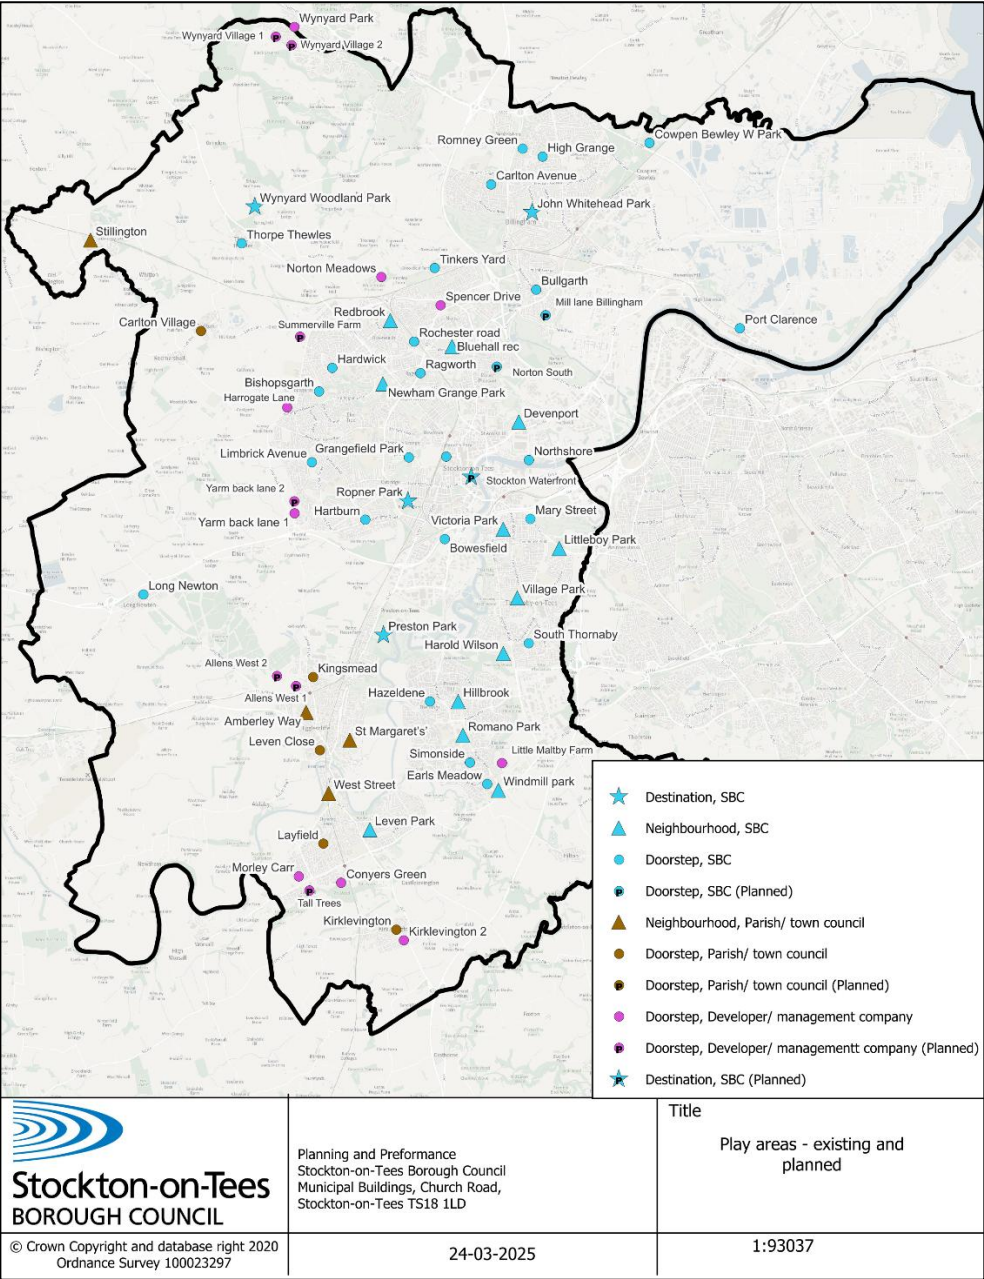 Wynyard Park
Wynyard Village 1
Wynyard Village 2
Cowpen Bewley W Park
Romney Green
High Grange
Carlton Avenue
Wynyard Woodland Park
John Whitehead Park
Billingham
Stillington
Thorpe Thewles
Tinkers Yard
Norton Meadows
Bullgarth
Spencer Drive
Mill lane Billingham
Redbrook
Port Clarence
Carlton Village
Summerville Farm
Rochester road
Bluehall rec
Hardwick
Ragworth
Norton South
Bishopsgarth
Newham Grange Park
Harrogate Lane
Devenport
Limbrick Avenue
Grangefield Park
Northshore
Stockton-on-Tees
Stockton Waterfront
Yarm back lane 2
Ropner Park
Hartburn
Mary Street
Yarm back lane 1
Victoria Park
Littleboy Park
Bowesfield
Long Newton
Village Park
Preston Park
South Thornaby
Harold Wilson
Allens West 2
Kingsmead
Allens West 1
Hazeldene
Hillbrook
Amberley Way
St Margaret's'
Romano Park
Leven Close
Simonside
Little Maltby Farm
Earls Meadow
Windmill park
West Street
Leven Park
Layfield
Morley Carr
Conyers Green
Tall Trees
Kirklevington
Kirklevington 2
Destination, SBC
Neighbourhood, SBC
Doorstep, SBC
P Doorstep, SBC (Planned)
Neighbourhood, Parish/ town council
Doorstep, Parish/ town council
P Doorstep, Parish/ town council (Planned)
Doorstep, Developer/ management company
P Doorstep, Developer/ managementt company (Planned)
P Destination, SBC (Planned)
Stockton-on-Tees
BOROUGH COUNCIL
© Crown Copyright and database right 2020
Ordnance Survey 100023297
Planning and Preformance
Stockton-on-Tees Borough Council
Municipal Buildings, Church Road,
Stockton-on-Tees TS18 1LD
24-03-2025
Title
Play areas - existing and
planned
1:93037